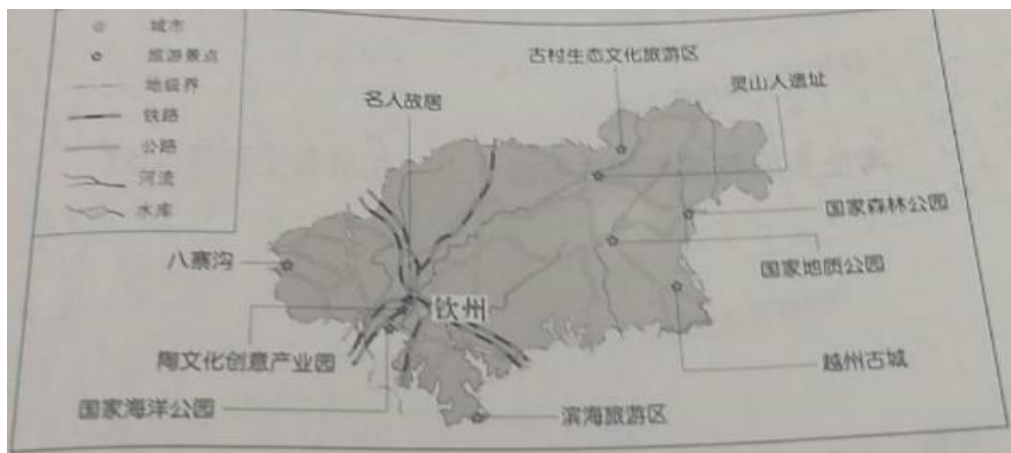 城市
旅游景点
地级界
铁路
公路
河流
水库
古村生态文化旅游区
灵山人遗址
名人故居
国家森林公园
八寨沟
国家地质公园
钦州
陶文化创意产业园
越州古城
国家海洋公园
滨海旅游区